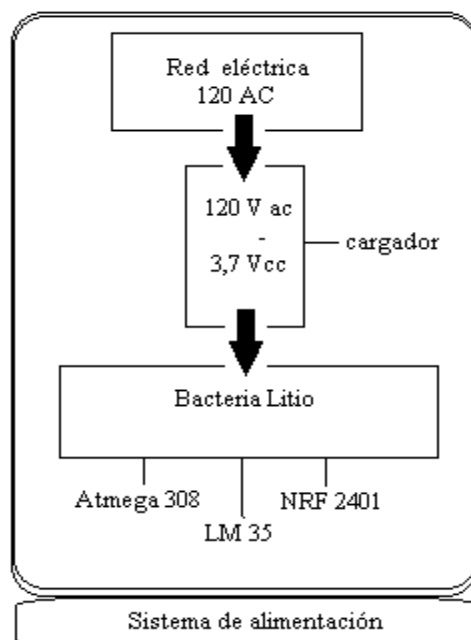 Red eléctrica
120 AC
120 V ac
-
3,7 Vcc
cargador
Bacteria Litio
Atmega 308
LM 35
NRF 2401
Sistema de alimentación